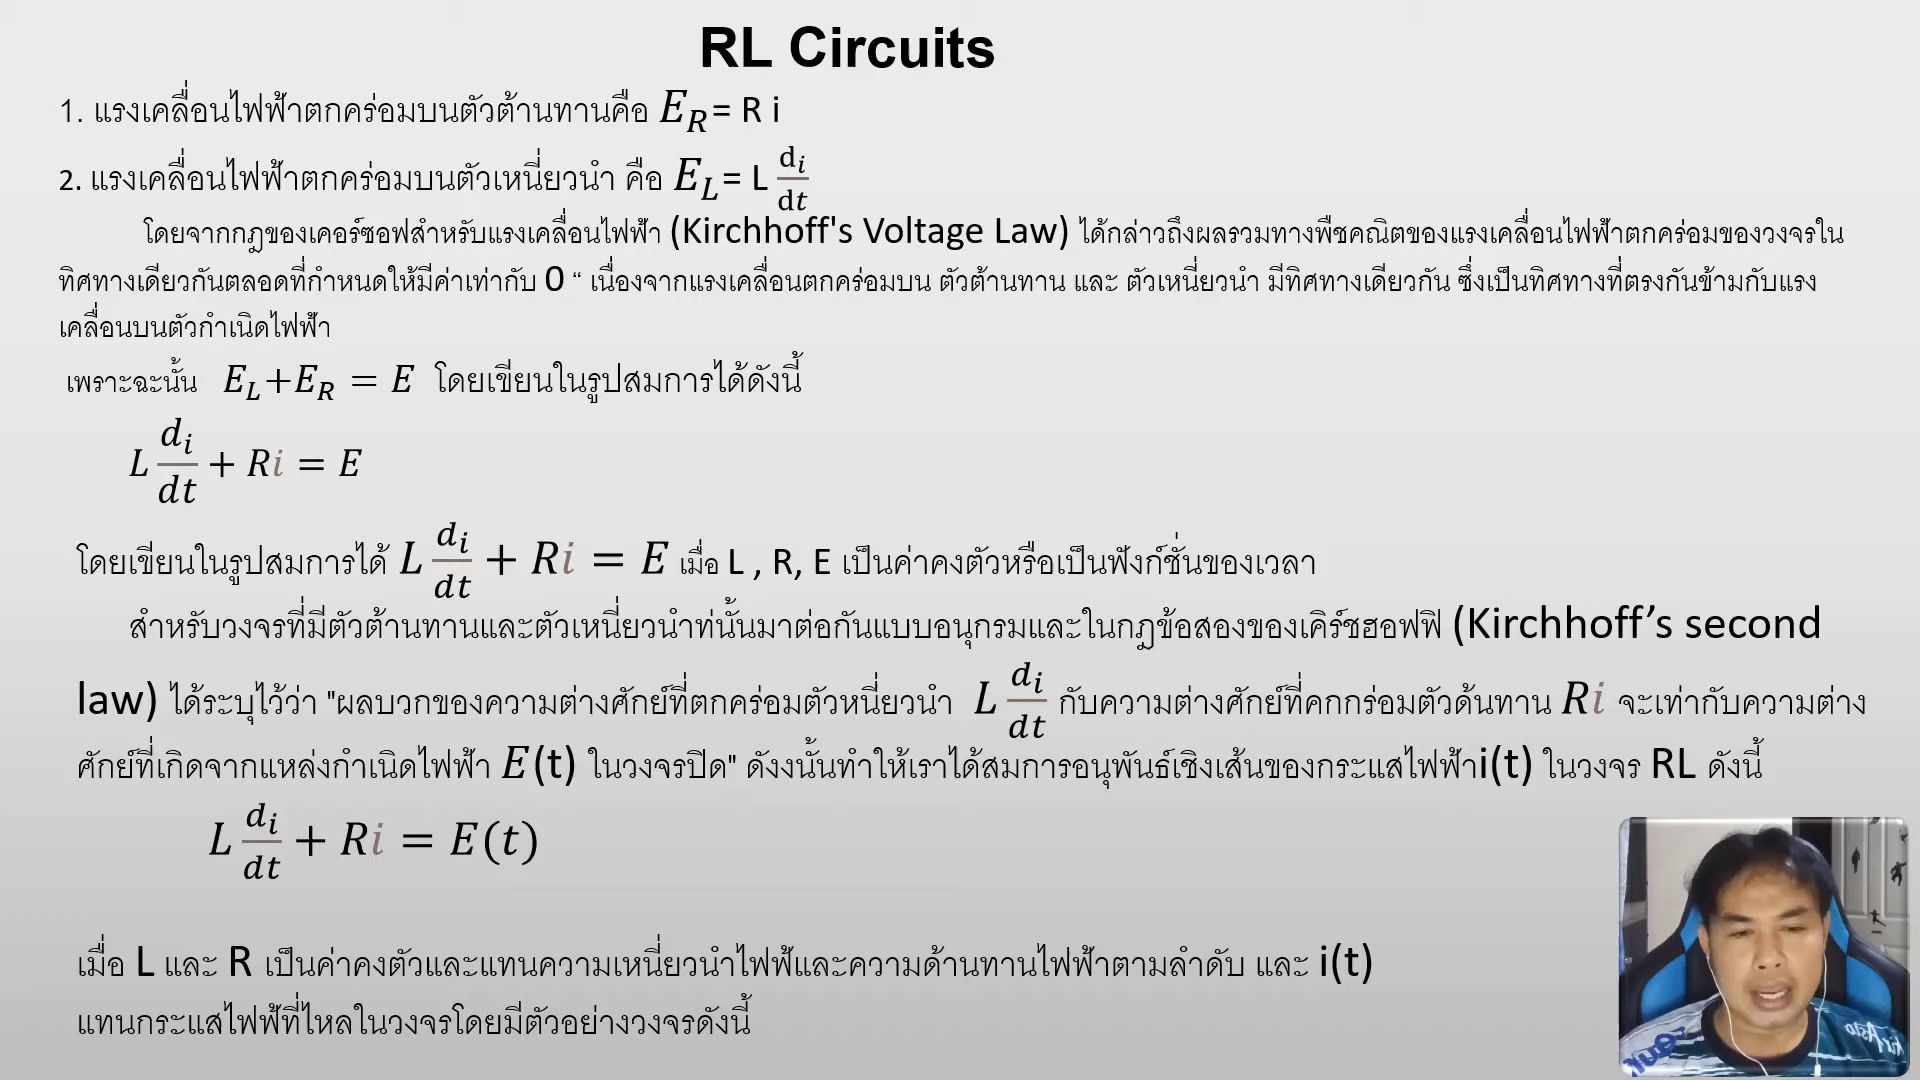 RL Circuits
1. แรงเคลื่อนไฟฟ้าตกคร่อมบนตัวต้านทานคือ E_R= R i
2. แรงเคลื่อนไฟฟ้าตกคร่อมบนตัวเหนี่ยวนำ คือ E_L= L d_i/dt
โดยจากกฎของเคอร์ซอฟสำหรับแรงเคลื่อนไฟฟ้า (Kirchhoff's Voltage Law) ได้กล่าวถึงผลรวมทางพืชคณิตของแรงเคลื่อนไฟฟ้าตกคร่อมของวงจรใน
ทิศทางเดียวกันตลอดที่กำหนดให้มีค่าเท่ากับ 0 “ เนื่องจากแรงเคลื่อนตกคร่อมบน ตัวต้านทาน และ ตัวเหนี่ยวนำ มีทิศทางเดียวกัน ซึ่งเป็นทิศทางที่ตรงกันข้ามกับแรง
เคลื่อนบนตัวกำเนิดไฟฟ้า
เพราะฉะนั้น E_L+E_R = E โดยเขียนในรูปสมการได้ดังนี้
L d_i/dt + Ri = E
โดยเขียนในรูปสมการได้ L d_i/dt + Ri = E เมื่อ L , R, E เป็นค่าคงตัวหรือเป็นฟังก์ชั่นของเวลา
สำหรับวงจรที่มีตัวต้านทานและตัวเหนี่ยวนำท่นั้นมาต่อกันแบบอนุกรมและในกฎข้อสองของเคิร์ชฮอฟฟิ (Kirchhoff’s second
law) ได้ระบุไว้ว่า "ผลบวกของความต่างศักย์ที่ตกคร่อมตัวหนี่ยวนำ L d_i/dt กับความต่างศักย์ที่คกกร่อมตัวด้นทาน Ri จะเท่ากับความต่าง
ศักย์ที่เกิดจากแหล่งกำเนิดไฟฟ้า E(t) ในวงจรปิด" ดังงนั้นทำให้เราได้สมการอนุพันธ์เชิงเส้นของกระแสไฟฟ้าi(t) ในวงจร RL ดังนี้
L d_i/dt + Ri = E(t)
เมื่อ L และ R เป็นค่าคงตัวและแทนความเหนี่ยวนำไฟฟ้และความด้านทานไฟฟ้าตามลำดับ และ i(t)
แทนกระแสไฟฟ้ที่ไหลในวงจรโดยมีตัวอย่างวงจรดังนี้